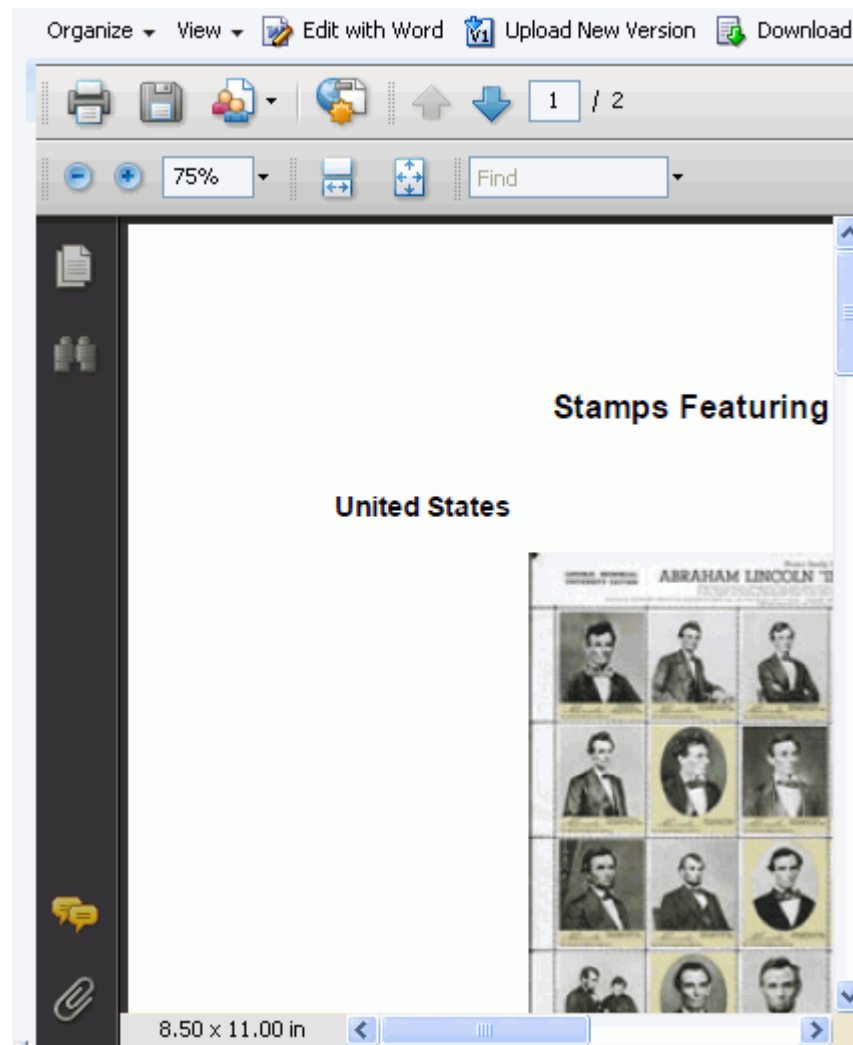 Organize View Edit with Word V1 Upload New Version Download
1 / 2
75% Find
Stamps Featuring
United States
ABRAHAM LINCOLN
8.50 x 11.00 in